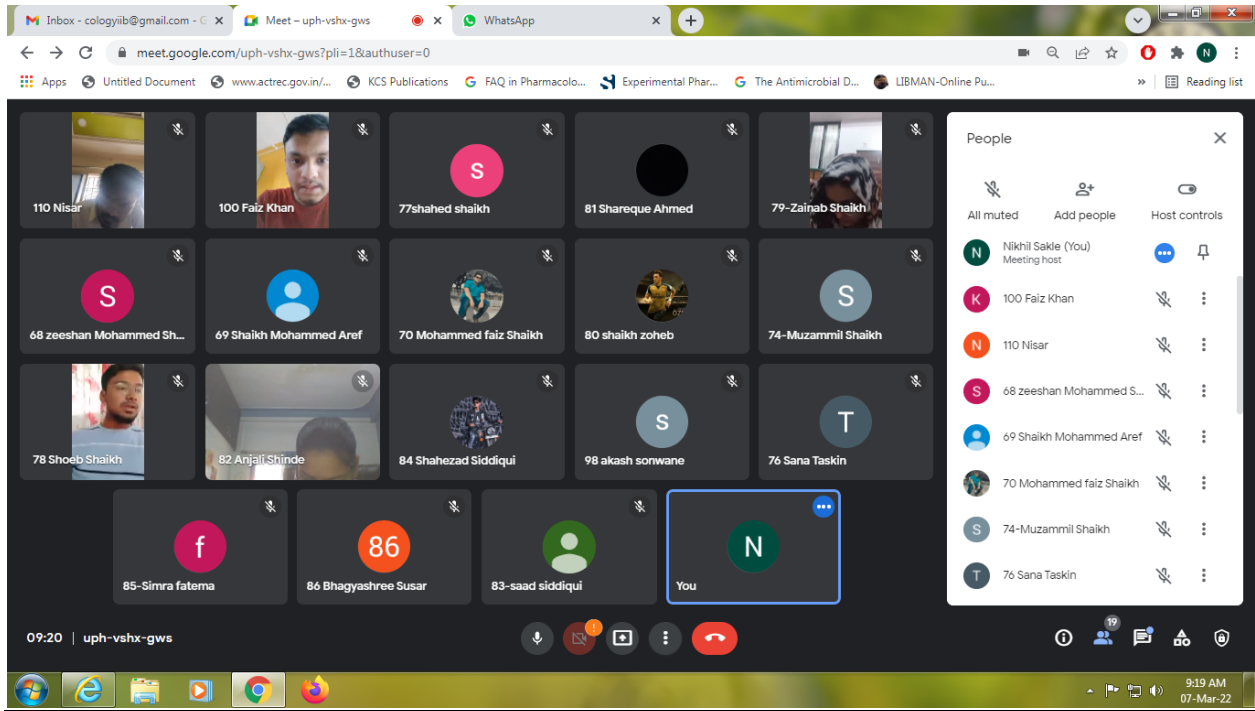 Inbox - cologyiib@gmail.com - G
Meet – uph-vshx-gws
WhatsApp
meet.google.com/uph-vshx-gws?pli=1&authuser=0
N
Apps
Untitled Document
www.actrec.gov.in/...
KCS Publications
FAQ in Pharmacolo...
Experimental Phar...
The Antimicrobial D...
LIBMAN-Online Pu...
»
Reading list
110 Nisar
100 Faiz Khan
s
77shahed shaikh
81 Shareque Ahmed
79-Zainab Shaikh
S
68 zeeshan Mohammed Sh...
69 Shaikh Mohammed Aref
70 Mohammed faiz Shaikh
80 shaikh zoheb
S
74-Muzammil Shaikh
78 Shoeb Shaikh
82 Anjali Shinde
84 Shahezad Siddiqui
s
98 akash sonwane
T
76 Sana Taskin
f
85-Simra fatema
86
86 Bhagyashree Susar
83-saad siddiqui
N
You
People
All muted
Add people
Host controls
N
Nikhil Sakle (You)
Meeting host
K
100 Faiz Khan
N
110 Nisar
S
68 zeeshan Mohammed S...
69 Shaikh Mohammed Aref
70 Mohammed faiz Shaikh
S
74-Muzammil Shaikh
T
76 Sana Taskin
09:20 | uph-vshx-gws
!
19
9:19 AM
07-Mar-22